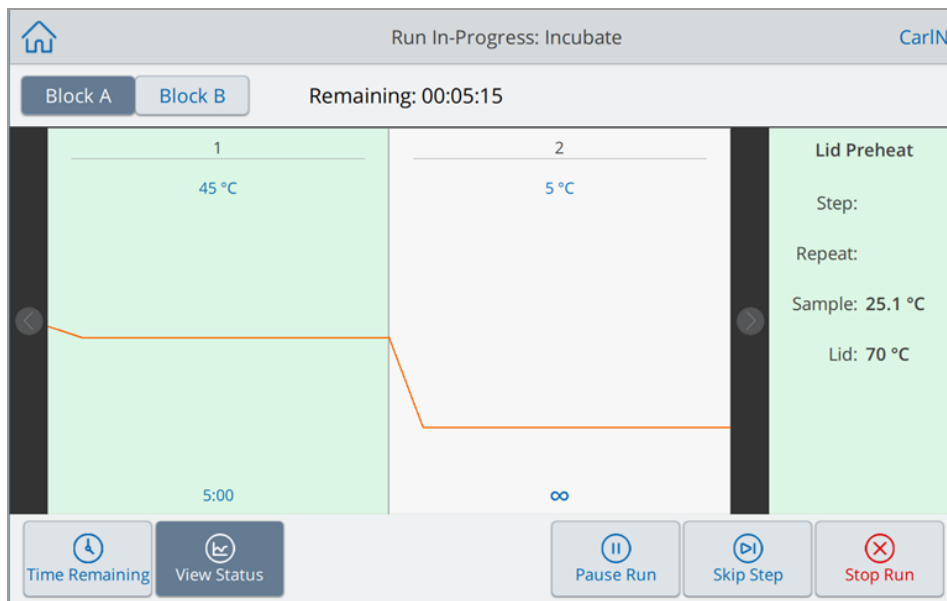 Run In-Progress: Incubate
CarlN
Block A
Block B
Remaining: 00:05:15
1
2
Lid Preheat
45 °C
5 °C
Step:
Repeat:
Sample: 25.1 °C
Lid: 70 °C
5:00
∞
Time Remaining
View Status
Pause Run
Skip Step
Stop Run